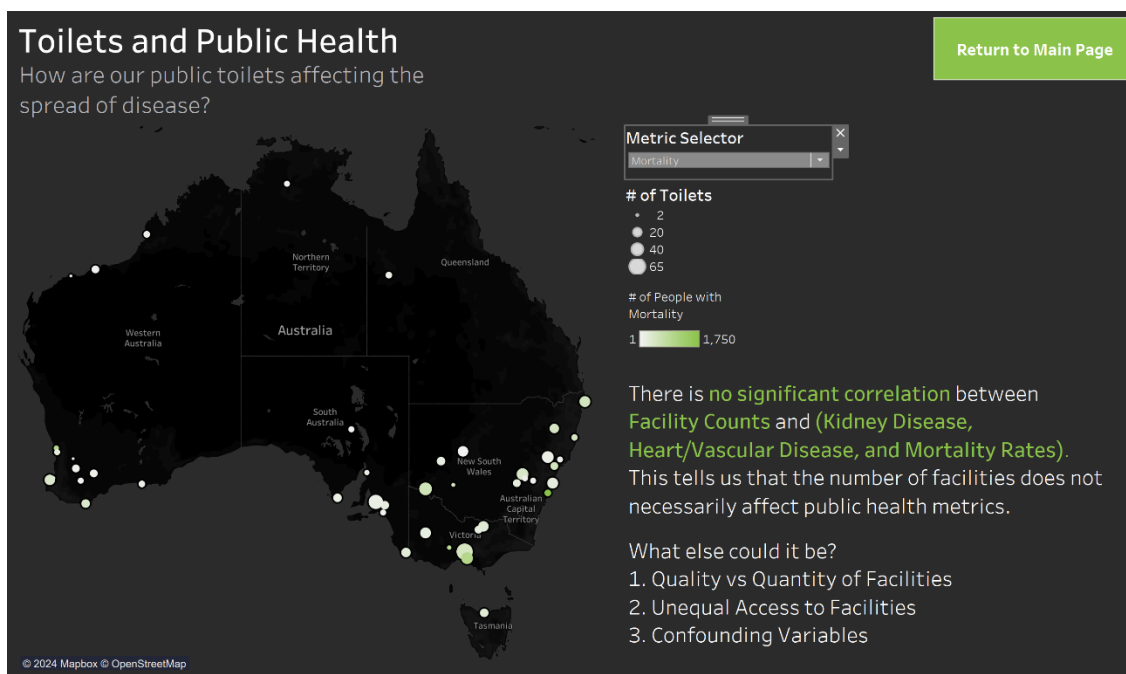 Toilets and Public Health
How are our public toilets affecting the
spread of disease?
Return to Main Page
Metric Selector
Mortality
# of Toilets
2
20
40
65
# of People with
Mortality
1
1,750
Northern
Territory
Queensland
Western
Australia
Australia
South
Australia
New South
Wales
Australian
Capital
Territory
Victoria
Tasmania
There is no significant correlation between
Facility Counts and (Kidney Disease,
Heart/Vascular Disease, and Mortality Rates).
This tells us that the number of facilities does not
necessarily affect public health metrics.
What else could it be?
1. Quality vs Quantity of Facilities
2. Unequal Access to Facilities
3. Confounding Variables
© 2024 Mapbox © OpenStreetMap